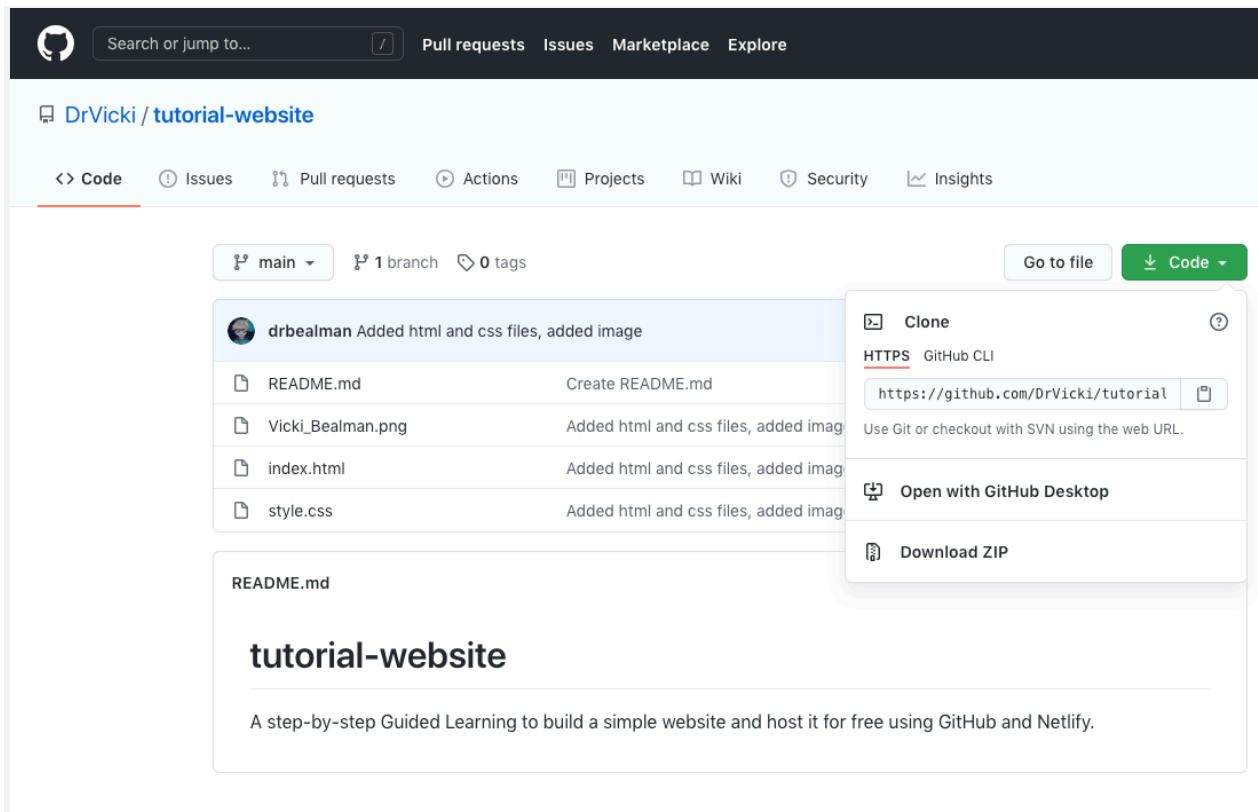 Search or jump to... /
Pull requests Issues Marketplace Explore
DrVicki / tutorial-website
<> Code Issues Pull requests Actions Projects Wiki Security Insights
main 1 branch 0 tags Go to file Code
drbealman Added html and css files, added image
README.md Create README.md
Vicki_Bealman.png Added html and css files, added imag
index.html Added html and css files, added imag
style.css Added html and css files, added imag
Clone
HTTPS GitHub CLI
https://github.com/DrVicki/tutorial
Use Git or checkout with SVN using the web URL.
Open with GitHub Desktop
Download ZIP
README.md
tutorial-website
A step-by-step Guided Learning to build a simple website and host it for free using GitHub and Netlify.